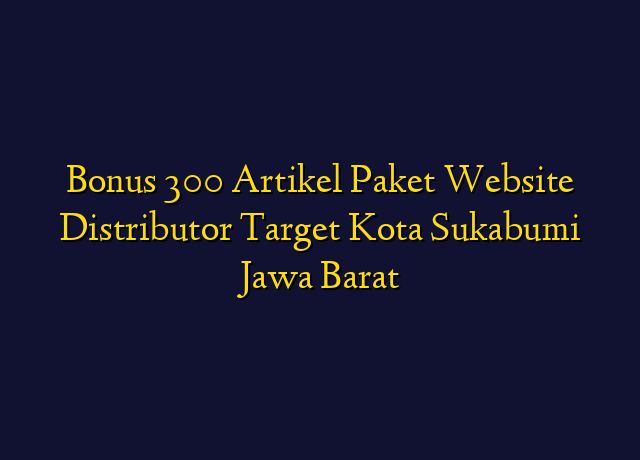 Bonus 300 Artikel Paket Website
Distributor Target Kota Sukabumi
Jawa Barat